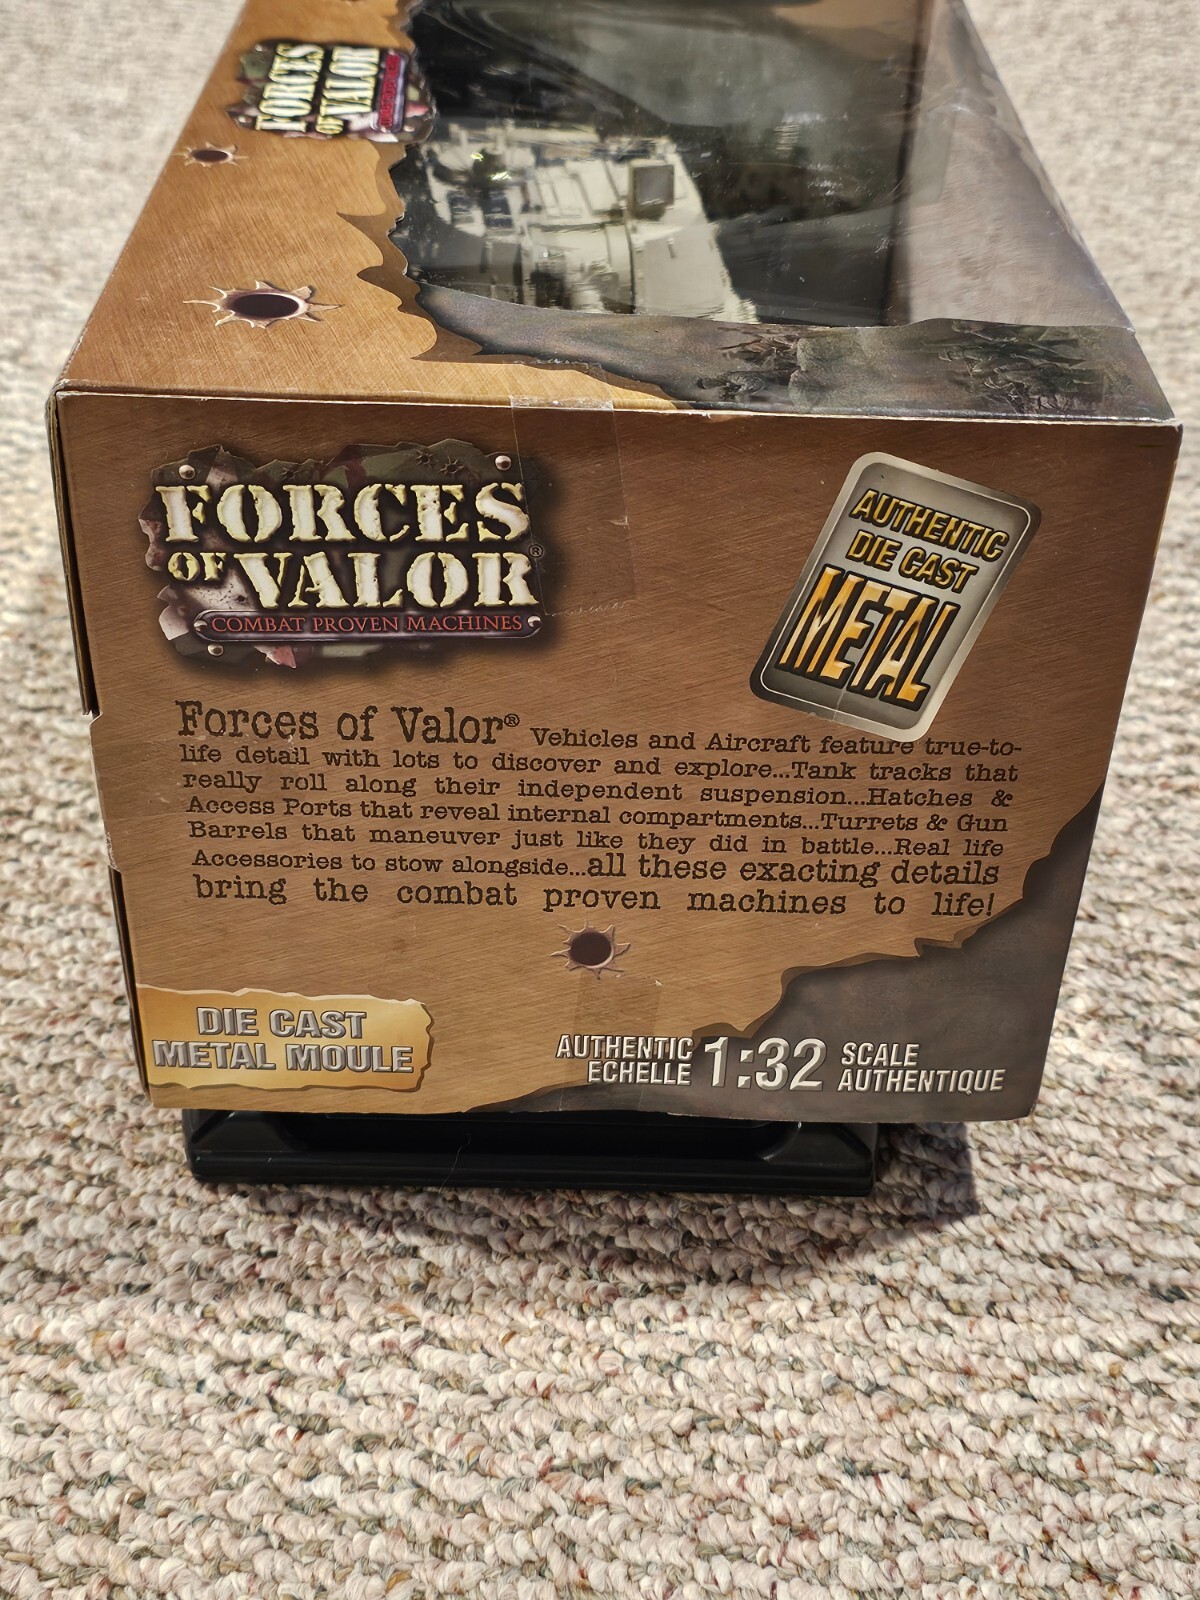 FORCES
OF VALOR
FORCES
OF VALOR®
COMBAT PROVEN MACHINES
AUTHENTIC
DIE CAST
METAL
Forces of Valor® Vehicles and Aircraft feature true-to-
life detail with lots to discover and explore...Tank tracks that
really roll along their independent suspension...Hatches &
Access Ports that reveal internal compartments...Turrets & Gun
Barrels that maneuver just like they did in battle...Real life
Accessories to stow alongside...all these exacting details
bring the combat proven machines to life!
DIE CAST
METAL MOULE
AUTHENTIC
ECHELLE
1:32
SCALE
AUTHENTIQUE